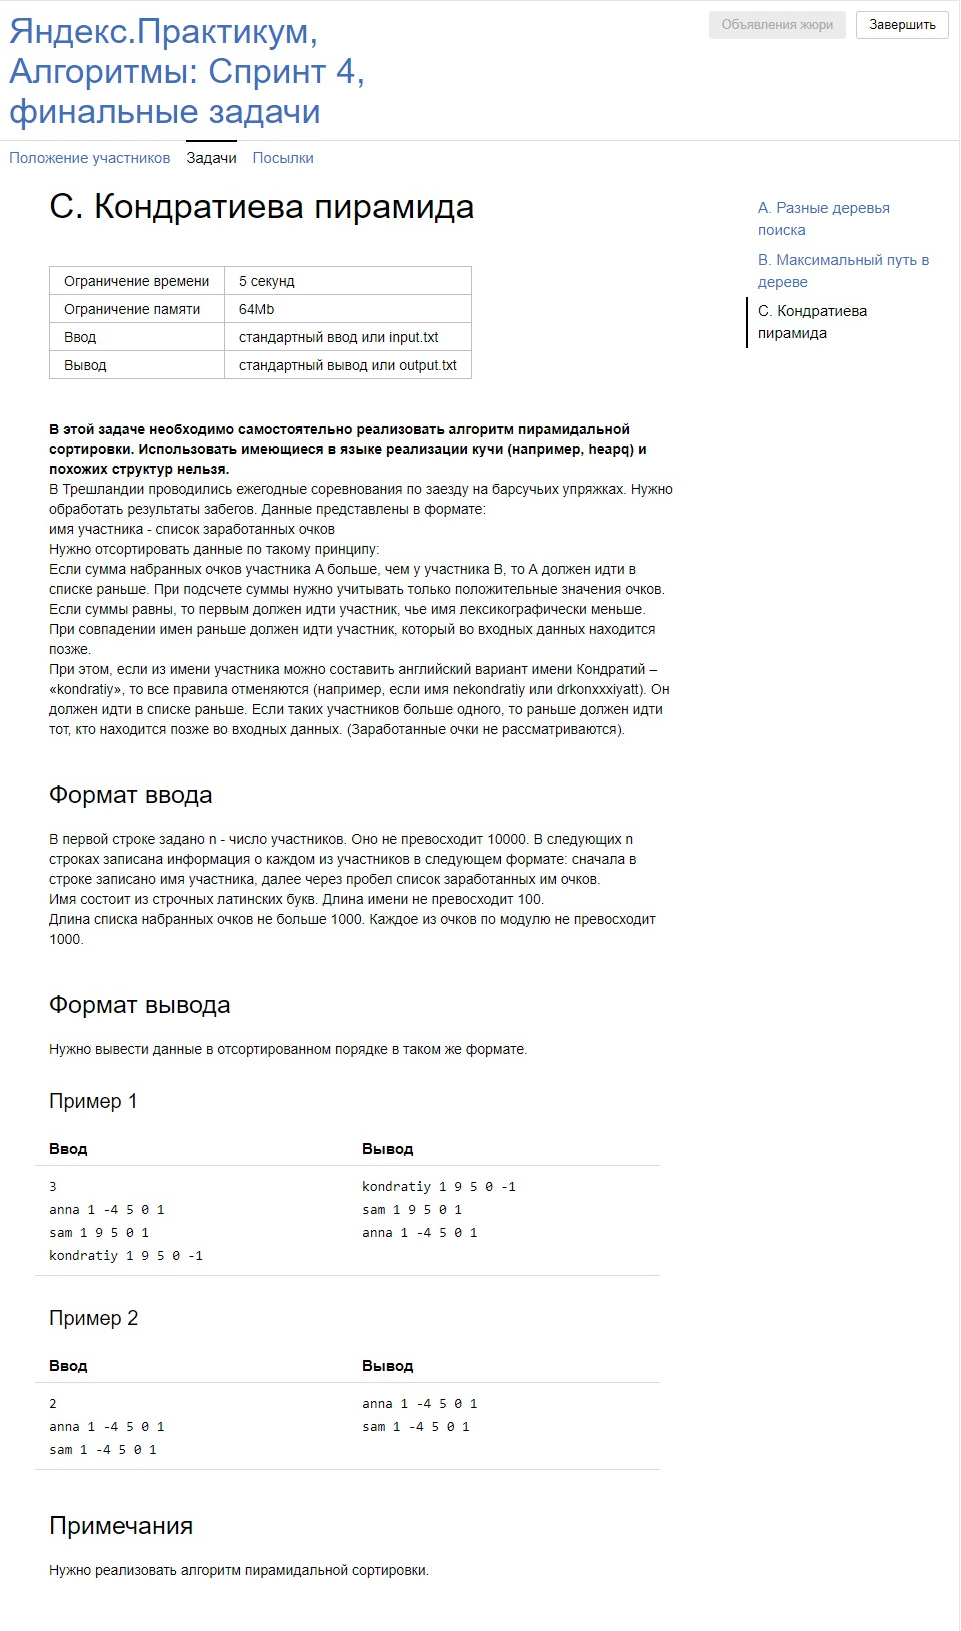 Яндекс.Практикум,
Алгоритмы: Спринт 4,
финальные задачи
Объявления жюри
Завершить
Положение участников
Задачи
Посылки
C. Кондратиева пирамида
A. Разные деревья
поиска
B. Максимальный путь в
дереве
C. Кондратиева
пирамида
Ограничение времени 5 секунд
Ограничение памяти 64Mb
Ввод стандартный ввод или input.txt
Вывод стандартный вывод или output.txt
В этой задаче необходимо самостоятельно реализовать алгоритм пирамидальной
сортировки. Использовать имеющиеся в языке реализации кучи (например, heapq) и
похожих структур нельзя.
В Трешландии проводились ежегодные соревнования по заезду на барсучьих упряжках. Нужно
обработать результаты забегов. Данные представлены в формате:
имя участника - список заработанных очков
Нужно отсортировать данные по такому принципу:
Если сумма набранных очков участника A больше, чем у участника B, то A должен идти в
списке раньше. При подсчете суммы нужно учитывать только положительные значения очков.
Если суммы равны, то первым должен идти участник, чье имя лексикографически меньше.
При совпадении имен раньше должен идти участник, который во входных данных находится
позже.
При этом, если из имени участника можно составить английский вариант имени Кондратий –
«kondratiy», то все правила отменяются (например, если имя nekondratiy или drkonxxxiyatt). Он
должен идти в списке раньше. Если таких участников больше одного, то раньше должен идти
тот, кто находится позже во входных данных. (Заработанные очки не рассматриваются).
Формат ввода
В первой строке задано n - число участников. Оно не превосходит 10000. В следующих n
строках записана информация о каждом из участников в следующем формате: сначала в
строке записано имя участника, далее через пробел список заработанных им очков.
Имя состоит из строчных латинских букв. Длина имени не превосходит 100.
Длина списка набранных очков не больше 1000. Каждое из очков по модулю не превосходит
1000.
Формат вывода
Нужно вывести данные в отсортированном порядке в таком же формате.
Пример 1
Ввод
Вывод
3
anna 1 -4 5 0 1
sam 1 9 5 0 1
kondratiy 1 9 5 0 -1
kondratiy 1 9 5 0 -1
sam 1 9 5 0 1
anna 1 -4 5 0 1
Пример 2
Ввод
Вывод
2
anna 1 -4 5 0 1
sam 1 -4 5 0 1
anna 1 -4 5 0 1
sam 1 -4 5 0 1
Примечания
Нужно реализовать алгоритм пирамидальной сортировки.